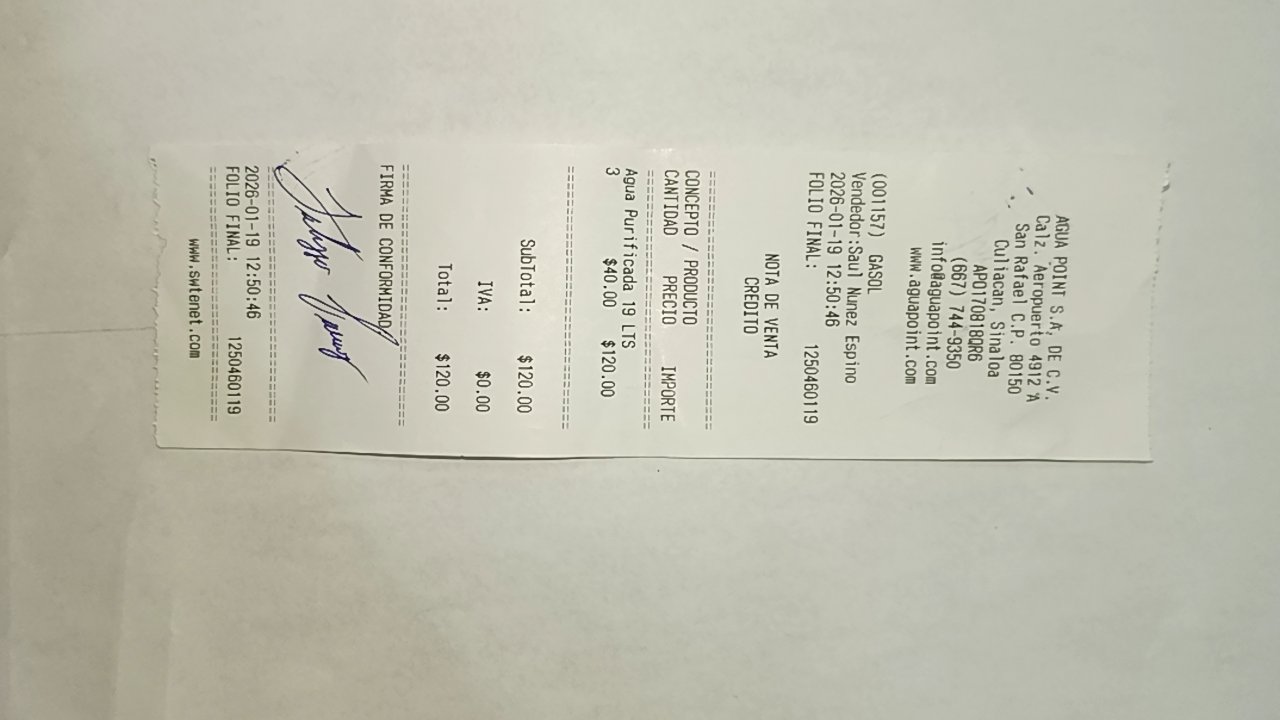 AGUA POINT S.A. DE C.V.
Calz. Aeropuerto 4912 A
San Rafael C.P. 80150
Culiacan, Sinaloa
APO170818QR6
(667) 744-9350
info@aguapoint.com
www.aguapoint.com
(001157) GASOL
Vendedor:Saul Nunez Espino
2026-01-19 12:50:46
FOLIO FINAL: 1250460119
NOTA DE VENTA
CREDITO
==============================
CONCEPTO / PRODUCTO
CANTIDAD PRECIO IMPORTE
==============================
Agua Purificada 19 LTS
3 $40.00 $120.00
==============================
SubTotal: $120.00
IVA: $0.00
Total: $120.00
==============================
FIRMA DE CONFORMIDAD
==============================
2026-01-19 12:50:46
FOLIO FINAL: 1250460119
==============================
www.swtenet.com